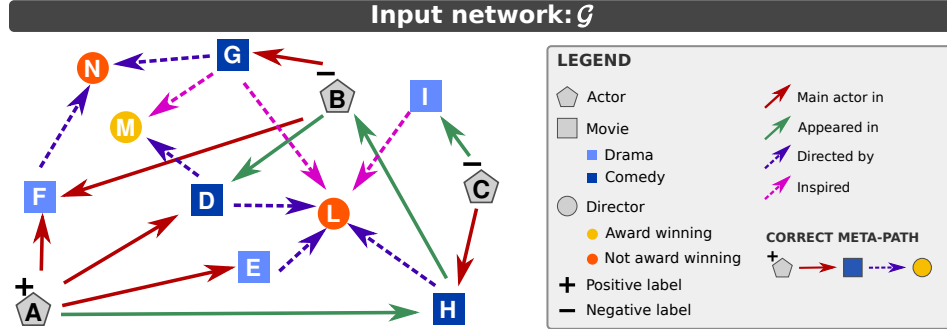 Input network: 𝒢
N
G
B
I
M
C
F
D
L
E
A
H
+
−
−
LEGEND
Actor
Movie
Drama
Comedy
Director
Award winning
Not award winning
+ Positive label
− Negative label
Main actor in
Appeared in
Directed by
Inspired
CORRECT META-PATH
+